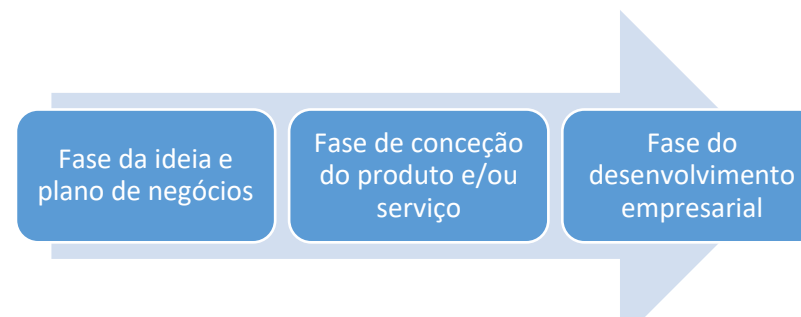 Fase da ideia e
plano de negócios
Fase de conceção
do produto e/ou
serviço
Fase do
desenvolvimento
empresarial